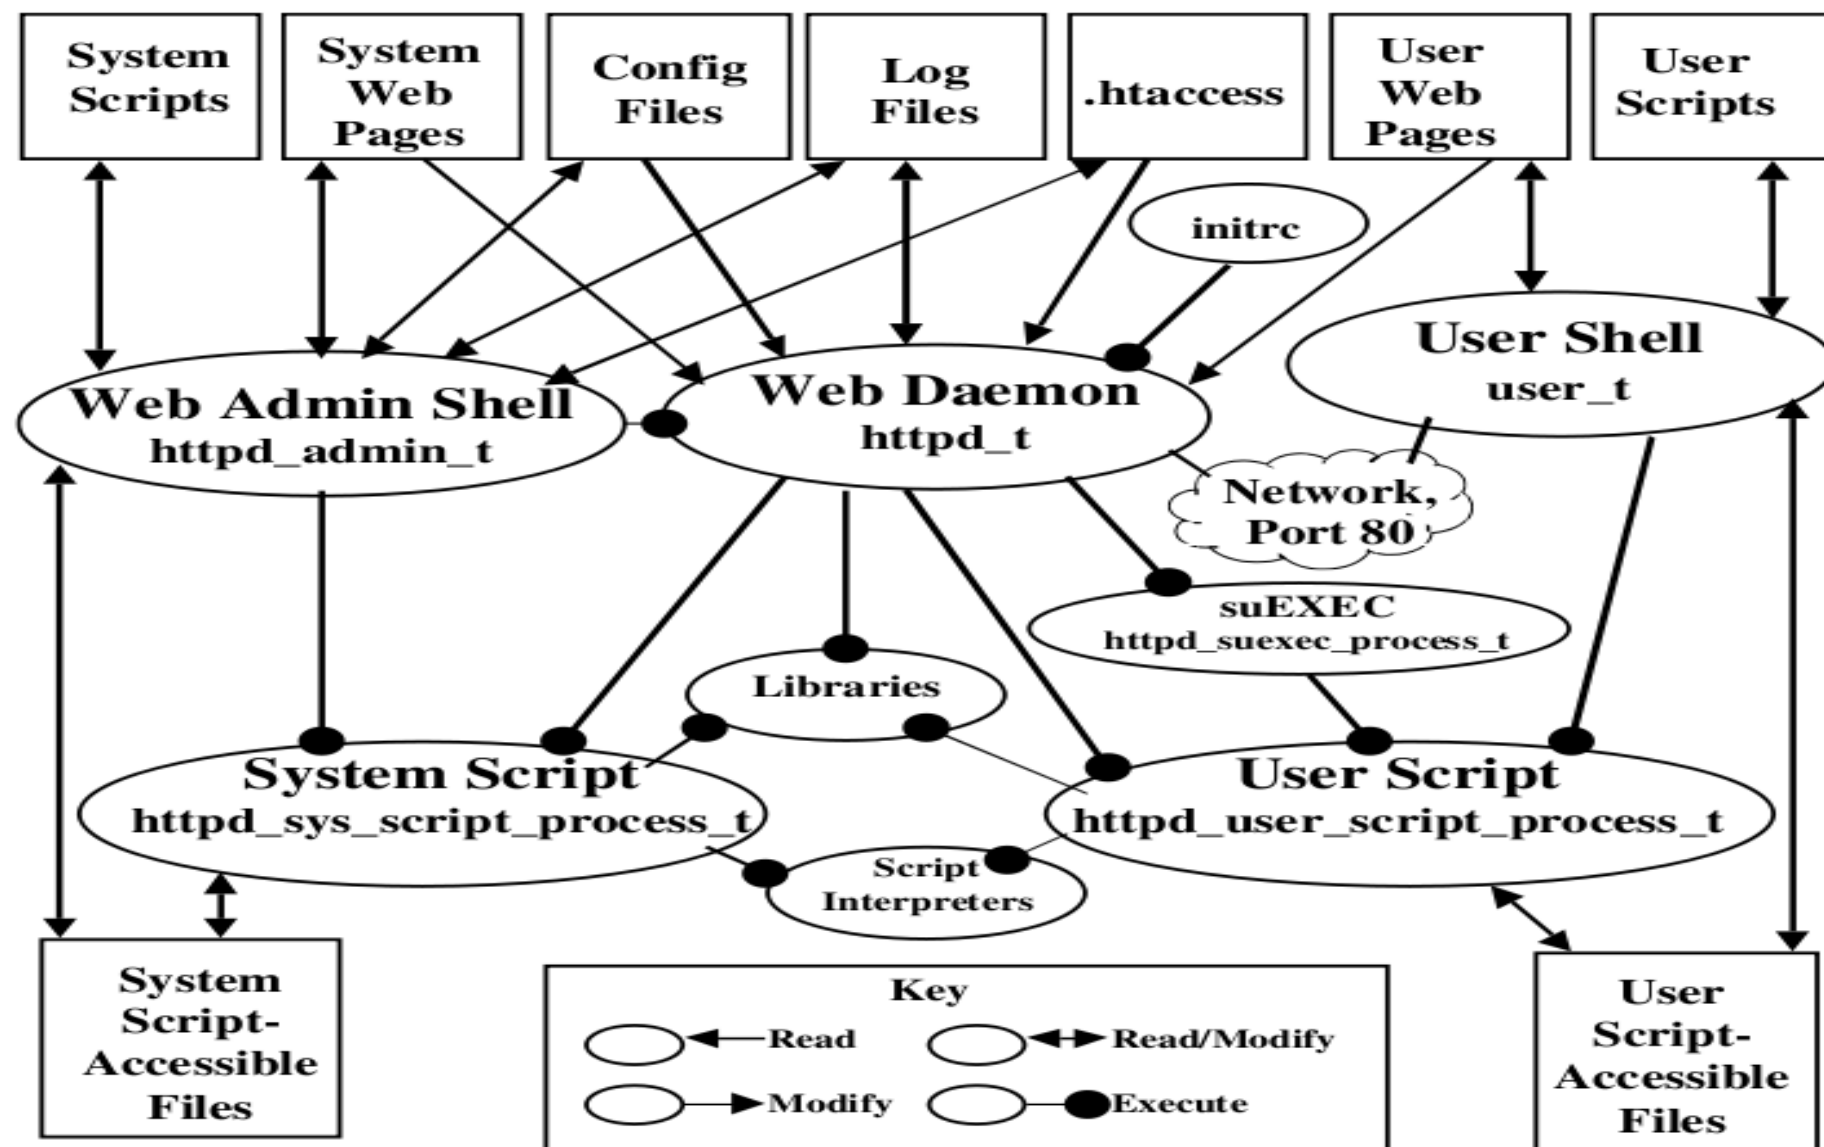 System
Scripts
System
Web
Pages
Config
Files
Log
Files
.htaccess
User
Web
Pages
User
Scripts
initrc
User Shell
user_t
Web Admin Shell
httpd_admin_t
Web Daemon
httpd_t
Network,
Port 80
suEXEC
httpd_suexec_process_t
Libraries
System Script
httpd_sys_script_process_t
User Script
httpd_user_script_process_t
Script
Interpreters
System
Script-
Accessible
Files
Key
Read
Read/Modify
Modify
Execute
User
Script-
Accessible
Files